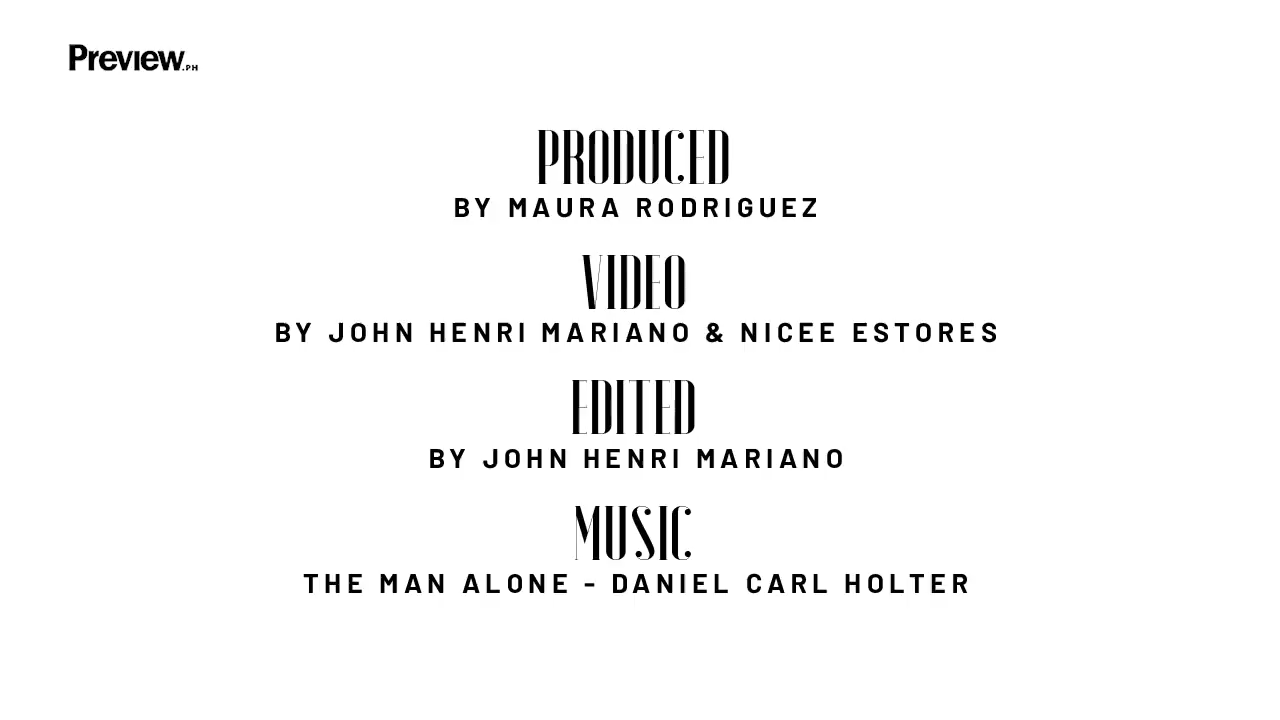 Preview.PH
PRODUCED
BY MAURA RODRIGUEZ
VIDEO
BY JOHN HENRI MARIANO & NICEE ESTORES
EDITED
BY JOHN HENRI MARIANO
MUSIC
THE MAN ALONE - DANIEL CARL HOLTER